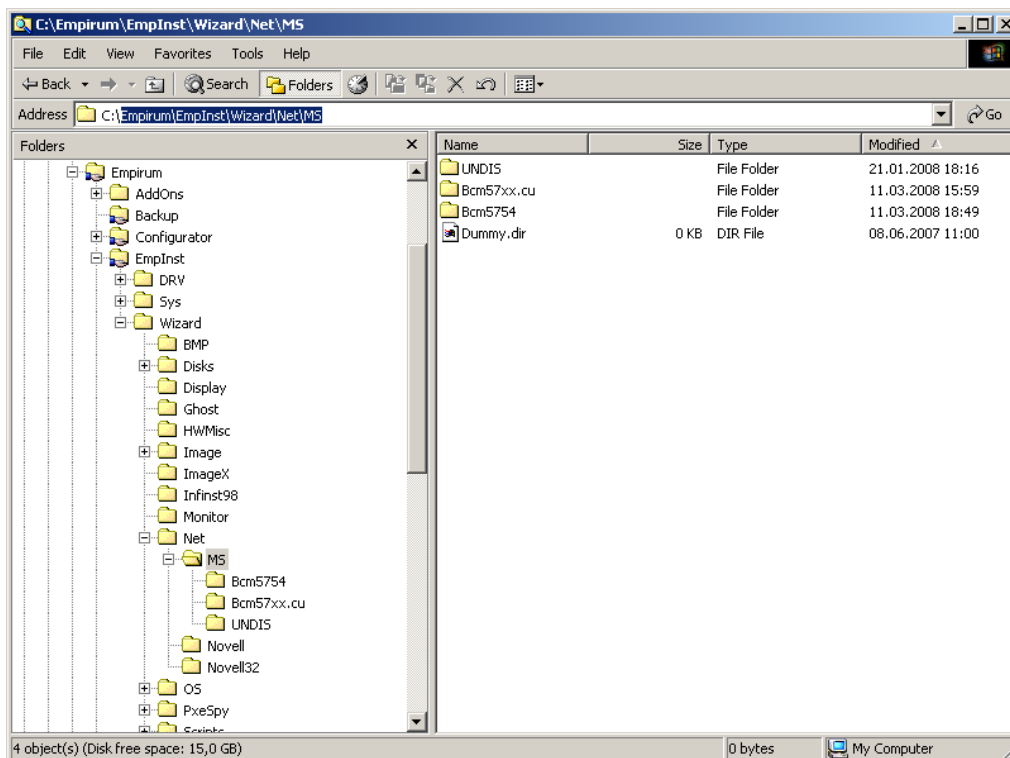 C:\Empirum\EmpInst\Wizard\Net\MS
File Edit View Favorites Tools Help
Back Search Folders
Address C:\Empirum\EmpInst\Wizard\Net\MS Go
Folders
Name Size Type Modified
Empirum
AddOns
Backup
Configurator
EmpInst
DRV
Sys
Wizard
BMP
Disks
Display
Ghost
HWMisc
Image
ImageX
Infinst98
Monitor
Net
MS
Bcm5754
Bcm57xx.cu
UNDIS
Novell
Novell32
OS
PxeSpy
Scripts
UNDIS File Folder 21.01.2008 18:16
Bcm57xx.cu File Folder 11.03.2008 15:59
Bcm5754 File Folder 11.03.2008 18:49
Dummy.dir 0 KB DIR File 08.06.2007 11:00
4 object(s) (Disk free space: 15,0 GB) 0 bytes My Computer